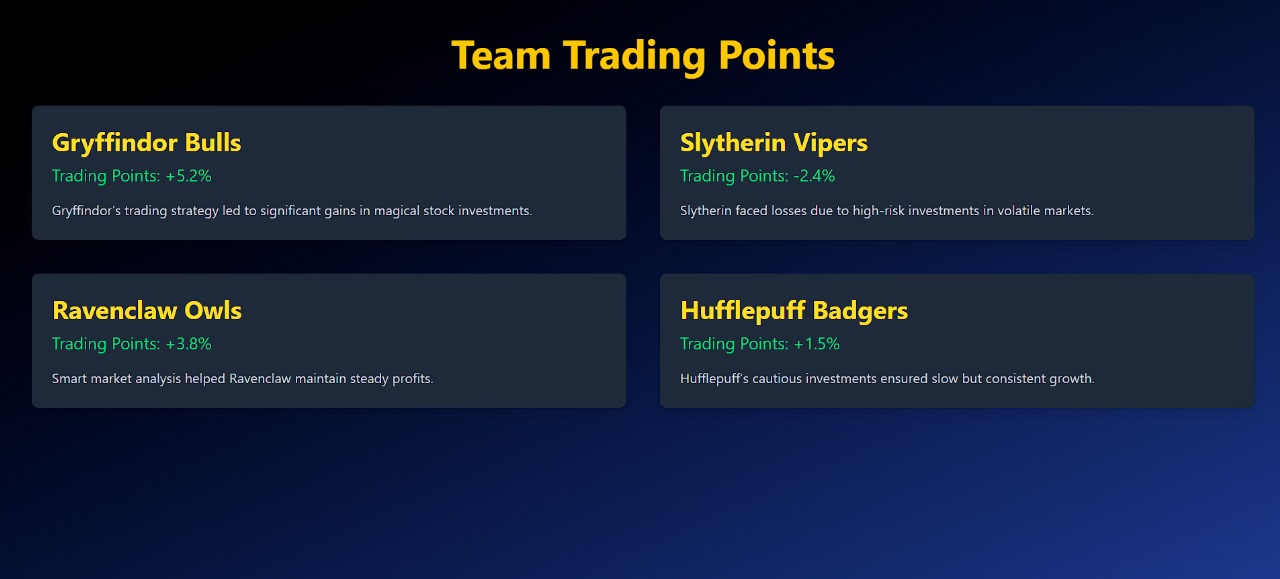 Team Trading Points
Gryffindor Bulls
Trading Points: +5.2%
Gryffindor's trading strategy led to significant gains in magical stock investments.
Slytherin Vipers
Trading Points: -2.4%
Slytherin faced losses due to high-risk investments in volatile markets.
Ravenclaw Owls
Trading Points: +3.8%
Smart market analysis helped Ravenclaw maintain steady profits.
Hufflepuff Badgers
Trading Points: +1.5%
Hufflepuff's cautious investments ensured slow but consistent growth.